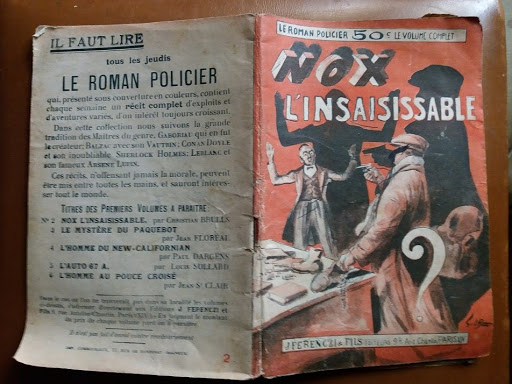 IL FAUT LIRE
tous les jeudis
LE ROMAN POLICIER
qui, présenté sous couverture en couleurs, contient
chaque semaine un récit complet d'exploits et
d'aventures variés, d'un intérêt toujours croissant.
Dans cette collection nous suivons la grande
tradition des Maîtres du genre, GABORIAU qui en fut
le créateur; BALZAC avec son VAUTRIN; CONAN DOYLE
et son inoubliable SHERLOCK HOLMES; LEBLANC et
son fameux ARSÈNE LUPIN.
Ces récits, n'offensant jamais la morale, peuvent
être mis entre toutes les mains, et sauront intéres-
ser tout le monde.
TITRES DES PREMIERS VOLUMES A PARAITRE
Nº 2 NOX L'INSAISISSABLE, par CHRISTIAN
3 LE MYSTÈRE DU PAQUEBOT
par JEAN FLORÉAL
4 L'HOMME DU NEW-CALIFORNIAN
par PAUL DARGENS
5 L'AUTO 67 A.
par LOUIS SOLLARD
6 L'HOMME AU POUCE CROISÉ
par JEAN St CLAIR
2
LE ROMAN POLICIER 50c LE VOLUME COMPLET
NOX
L'INSAISISSABLE
?
J. FERENCZI & FILS ÉDITEURS PARIS